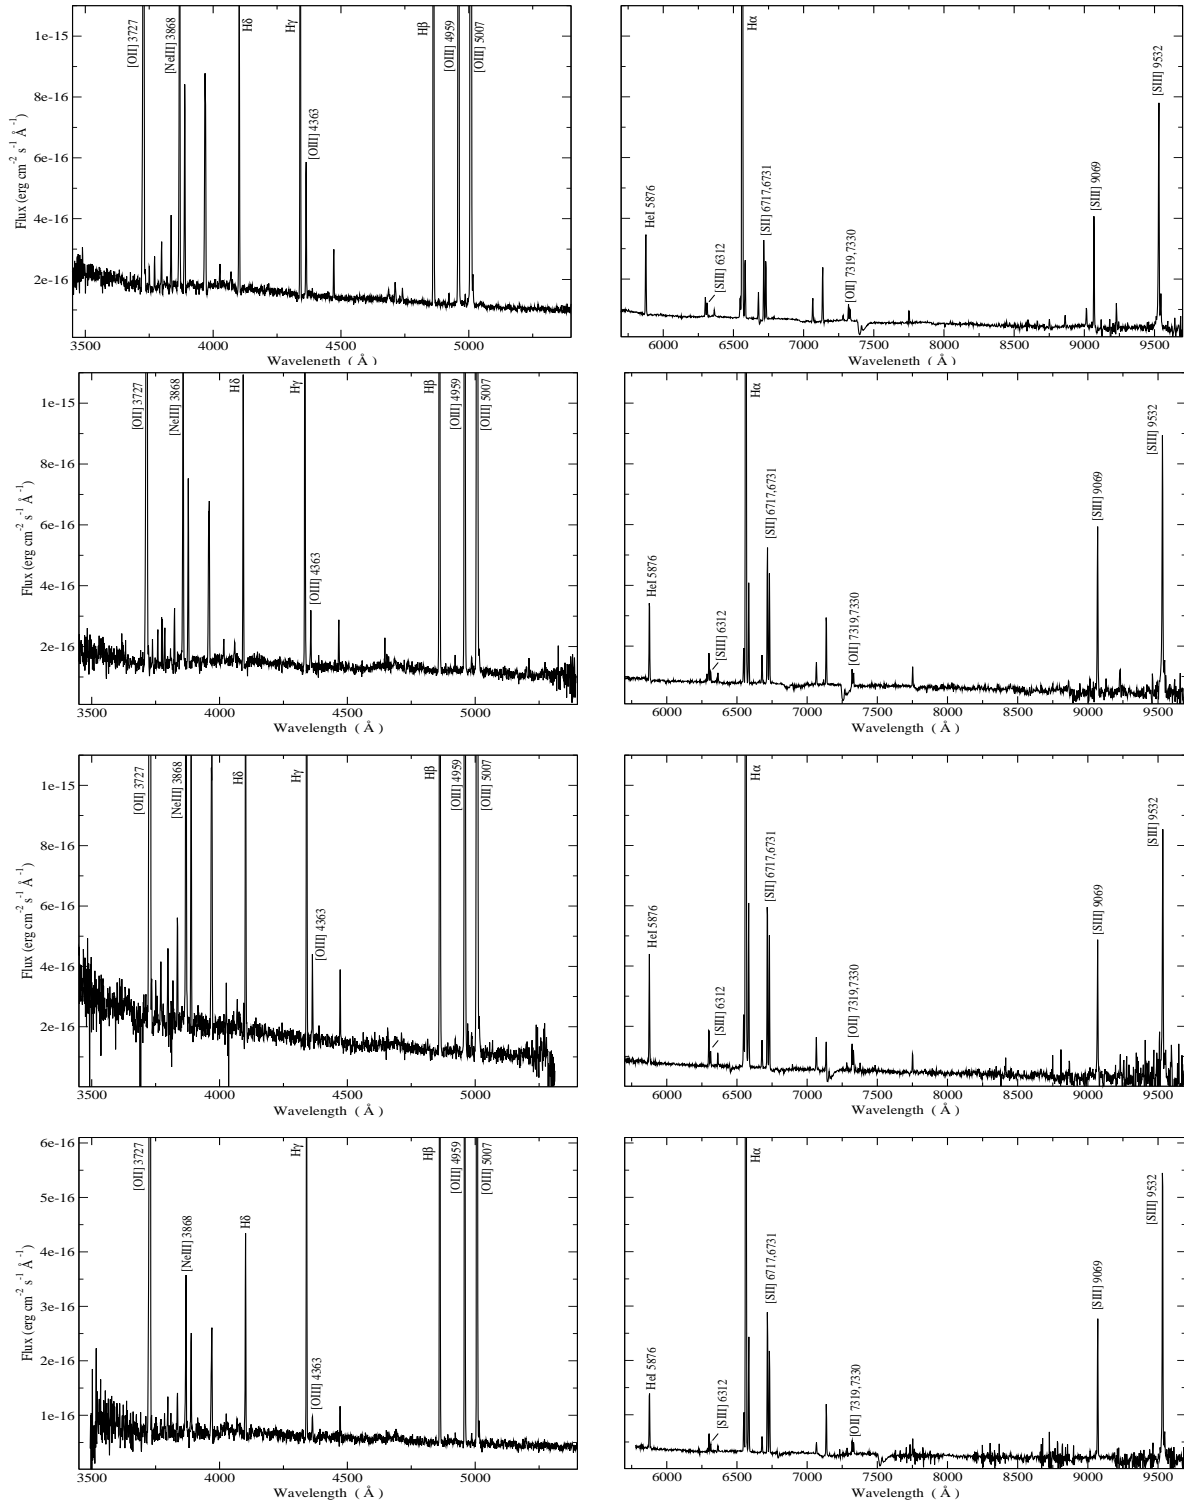 [OII] 3727
[NeIII] 3868
Hδ
Hγ
[OIII] 4363
Hβ
[OIII] 4959
[OIII] 5007
1e-15
8e-16
6e-16
4e-16
2e-16
Flux (erg cm⁻² s⁻¹ Å⁻¹)
3500 4000 4500 5000
Wavelength ( Å )
HeI 5876
[SIII] 6312
Hα
[SII] 6717,6731
[OII] 7319,7330
[SIII] 9069
[SIII] 9532
6000 6500 7000 7500 8000 8500 9000 9500
Wavelength ( Å )
[OII] 3727
[NeIII] 3868
Hδ
Hγ
[OIII] 4363
Hβ
[OIII] 4959
[OIII] 5007
1e-15
8e-16
6e-16
4e-16
2e-16
Flux (erg cm⁻² s⁻¹ Å⁻¹)
3500 4000 4500 5000
Wavelength ( Å )
HeI 5876
[SIII] 6312
Hα
[SII] 6717,6731
[OII] 7319,7330
[SIII] 9069
[SIII] 9532
6000 6500 7000 7500 8000 8500 9000 9500
Wavelength ( Å )
[OII] 3727
[NeIII] 3868
Hδ
Hγ
[OIII] 4363
Hβ
[OIII] 4959
[OIII] 5007
1e-15
8e-16
6e-16
4e-16
2e-16
Flux (erg cm⁻² s⁻¹ Å⁻¹)
3500 4000 4500 5000
Wavelength ( Å )
HeI 5876
[SIII] 6312
Hα
[SII] 6717,6731
[OII] 7319,7330
[SIII] 9069
[SIII] 9532
6000 6500 7000 7500 8000 8500 9000 9500
Wavelength ( Å )
[OII] 3727
[NeIII] 3868
Hδ
Hγ
[OIII] 4363
Hβ
[OIII] 4959
[OIII] 5007
6e-16
5e-16
4e-16
3e-16
2e-16
1e-16
Flux (erg cm⁻² s⁻¹ Å⁻¹)
3500 4000 4500 5000
Wavelength ( Å )
HeI 5876
[SIII] 6312
Hα
[SII] 6717,6731
[OII] 7319,7330
[SIII] 9069
[SIII] 9532
6000 6500 7000 7500 8000 8500 9000 9500
Wavelength ( Å )